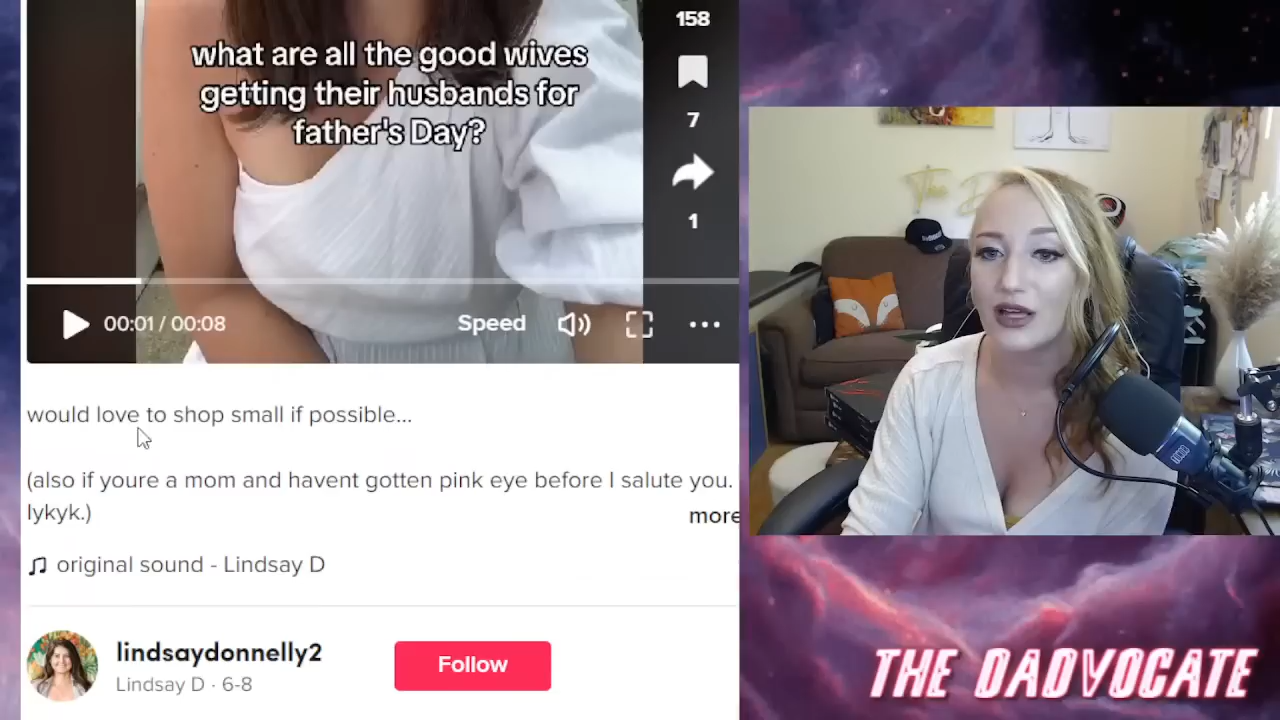 158
what are all the good wives
getting their husbands for
father's Day?
7
1
00:01 / 00:08
Speed
would love to shop small if possible...
(also if youre a mom and havent gotten pink eye before I salute you.
lykyk.)
more
original sound - Lindsay D
lindsaydonnelly2
Lindsay D · 6-8
Follow
THE DADVOCATE